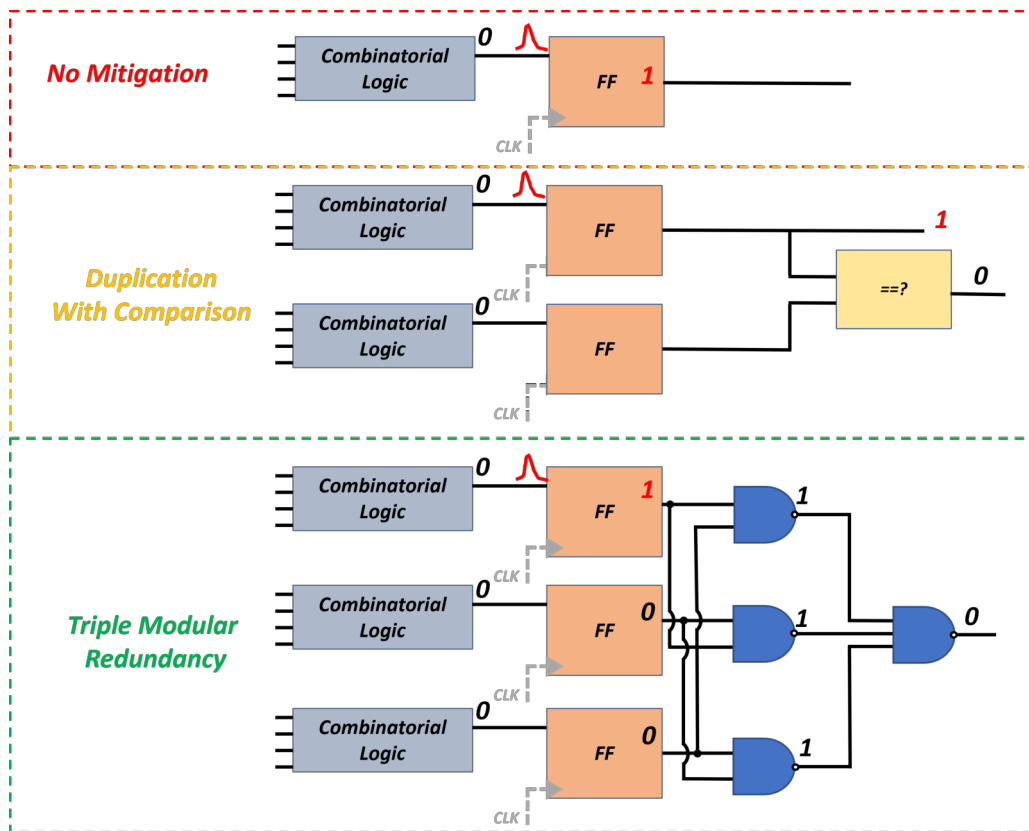 No Mitigation
Combinatorial
Logic
0
FF
1
CLK
Duplication
With Comparison
Combinatorial
Logic
0
FF
CLK
1
==?
0
Combinatorial
Logic
0
FF
CLK
Triple Modular
Redundancy
Combinatorial
Logic
0
FF
1
CLK
1
Combinatorial
Logic
0
FF
0
CLK
1
0
Combinatorial
Logic
0
FF
0
CLK
1